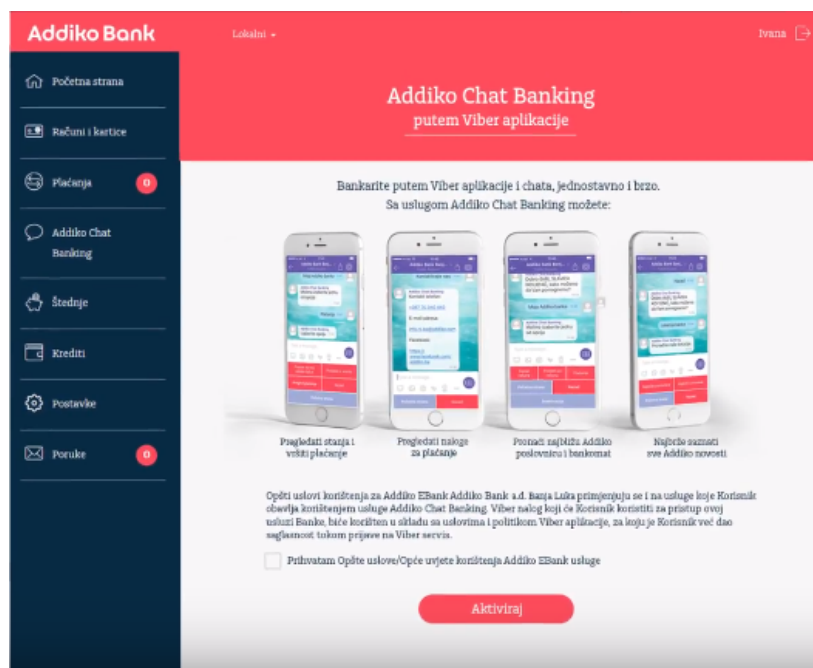 Addiko Bank
Lokalni
Ivana
Početna strana
Računi i kartice
Plaćanja
0
Addiko Chat
Banking
Štednje
Krediti
Postavke
Poruke
0
Addiko Chat Banking
putem Viber aplikacije
Bankarite putem Viber aplikacije i chata, jednostavno i brzo.
Sa uslugom Addiko Chat Banking možete:
Pregledati stanja i
vršiti plaćanje
Pregledati naloge
za plaćanje
Pronaći najbližu Addiko
poslovnicu i bankomat
Najbrže saznati
sve Addiko novosti
Opšti uslovi korištenja za Addiko EBank Addiko Bank a.d. Banja Luka primjenjuju se i na usluge koje Korisnik
obavlja korištenjem usluge Addiko Chat Banking. Viber nalog koji će Korisnik koristiti za pristup ovoj
usluzi Banke, biće korišten u skladu sa uslovima i politikom Viber aplikacije, za koju je Korisnik već dao
saglasnost tokom prijave na Viber servis.
Prihvatam Opšte uslove/Opće uvjete korištenja Addiko EBank usluge
Aktiviraj